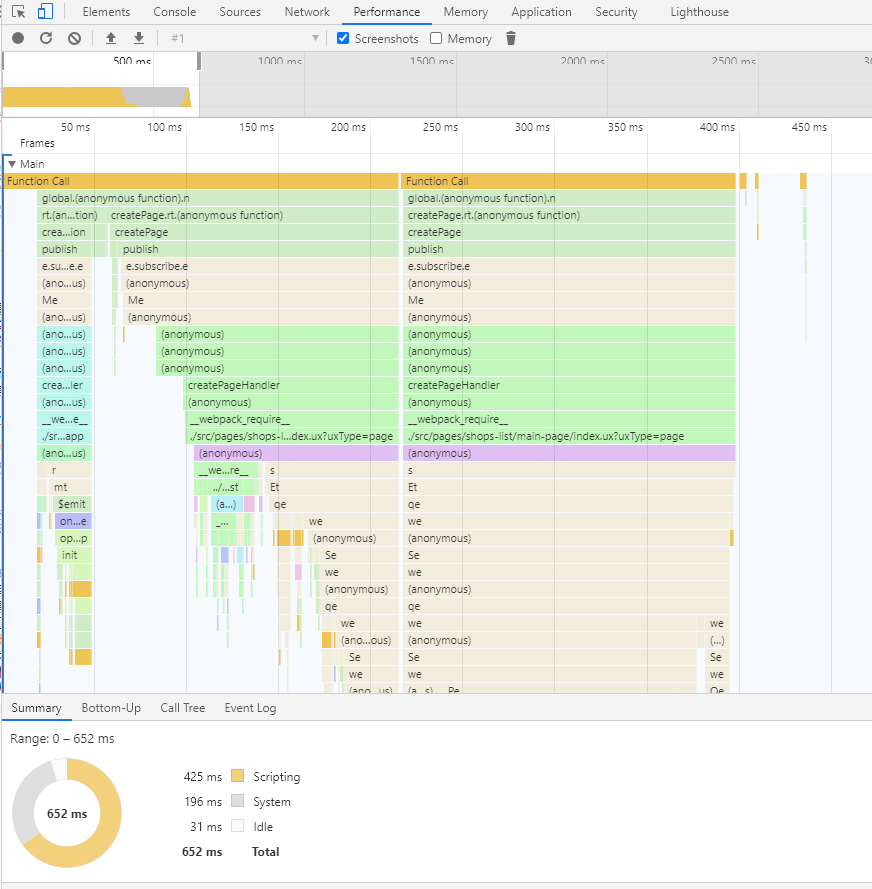 Elements Console Sources Network Performance Memory Application Security Lighthouse
#1 Screenshots Memory
500 ms 1000 ms 1500 ms 2000 ms 2500 ms
50 ms 100 ms 150 ms 200 ms 250 ms 300 ms 350 ms 400 ms 450 ms
Frames
Main
Function Call Function Call
global.(anonymous function).n global.(anonymous function).n
rt.(an...tion) createPage.rt.(anonymous function) createPage.rt.(anonymous function)
crea...ion createPage createPage
publish publish publish
e.su...e.e e.subscribe.e e.subscribe.e
(ano...us) (anonymous) (anonymous)
Me Me Me
(ano...us) (anonymous) (anonymous)
(ano...us) (anonymous) (anonymous)
(ano...us) (anonymous) (anonymous)
(ano...us) (anonymous) (anonymous)
crea...ler createPageHandler createPageHandler
(ano...us) (anonymous) (anonymous)
__we...e__ __webpack_require__ __webpack_require__
./sr...app ./src/pages/shops-l...dex.ux?uxType=page ./src/pages/shops-list/main-page/index.ux?uxType=page
(ano...us) (anonymous) (anonymous)
r __we...re__ s s
mt ../...st Et Et
$emit (a...) qe qe
on...e _... we we
op...p (anonymous) (anonymous)
init Se Se
we we
(anonymous) (anonymous)
qe qe
we we we
(ano...ous) (anonymous) (...)
Se Se Se
we we we
(ano...us) (a...s) Pe Qe
Summary Bottom-Up Call Tree Event Log
Range: 0 – 652 ms
425 ms Scripting
196 ms System
652 ms
31 ms Idle
652 ms Total